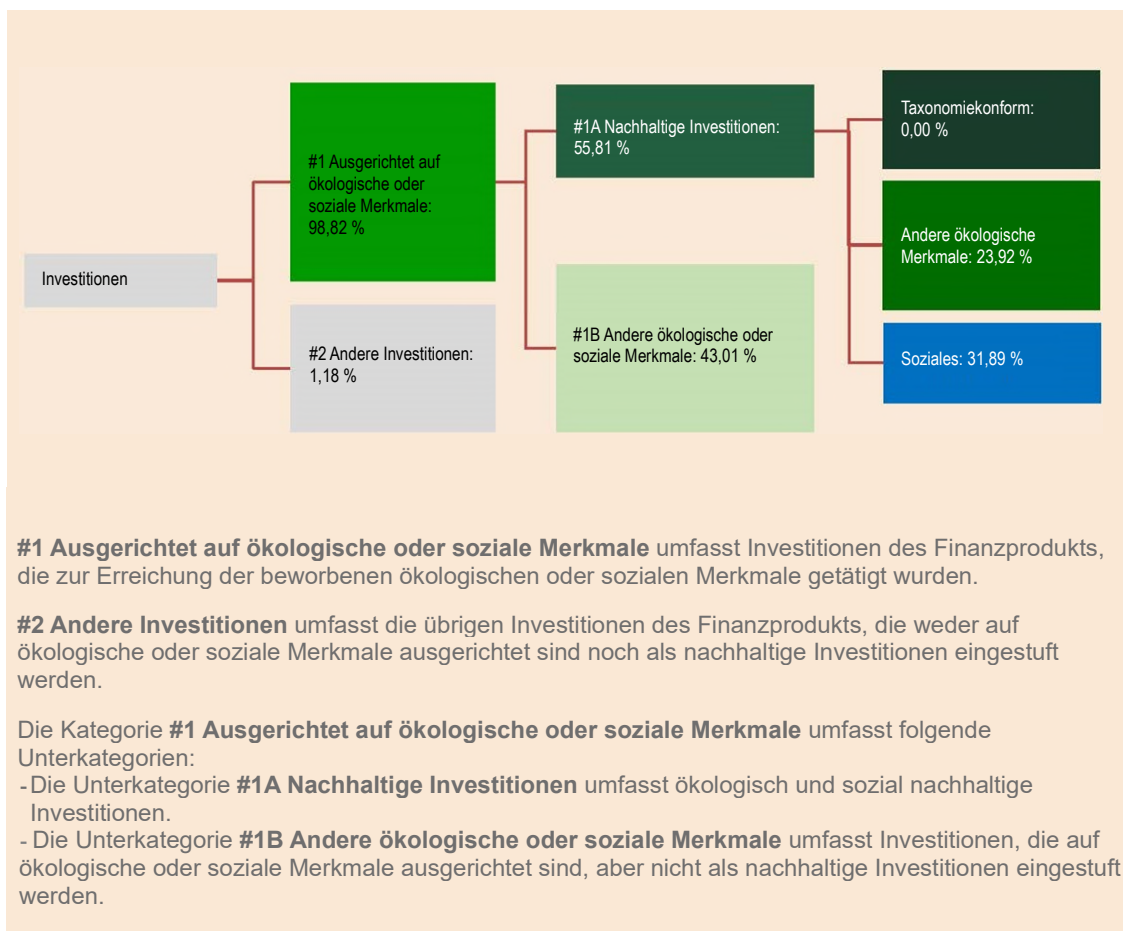 Investitionen
#1 Ausgerichtet auf
ökologische oder
soziale Merkmale:
98,82 %
#2 Andere Investitionen:
1,18 %
#1A Nachhaltige Investitionen:
55,81 %
#1B Andere ökologische oder
soziale Merkmale: 43,01 %
Taxonomiekonform:
0,00 %
Andere ökologische
Merkmale: 23,92 %
Soziales: 31,89 %
#1 Ausgerichtet auf ökologische oder soziale Merkmale umfasst Investitionen des Finanzprodukts,
die zur Erreichung der beworbenen ökologischen oder sozialen Merkmale getätigt wurden.
#2 Andere Investitionen umfasst die übrigen Investitionen des Finanzprodukts, die weder auf
ökologische oder soziale Merkmale ausgerichtet sind noch als nachhaltige Investitionen eingestuft
werden.
Die Kategorie #1 Ausgerichtet auf ökologische oder soziale Merkmale umfasst folgende
Unterkategorien:
- Die Unterkategorie #1A Nachhaltige Investitionen umfasst ökologisch und sozial nachhaltige
Investitionen.
- Die Unterkategorie #1B Andere ökologische oder soziale Merkmale umfasst Investitionen, die auf
ökologische oder soziale Merkmale ausgerichtet sind, aber nicht als nachhaltige Investitionen eingestuft
werden.